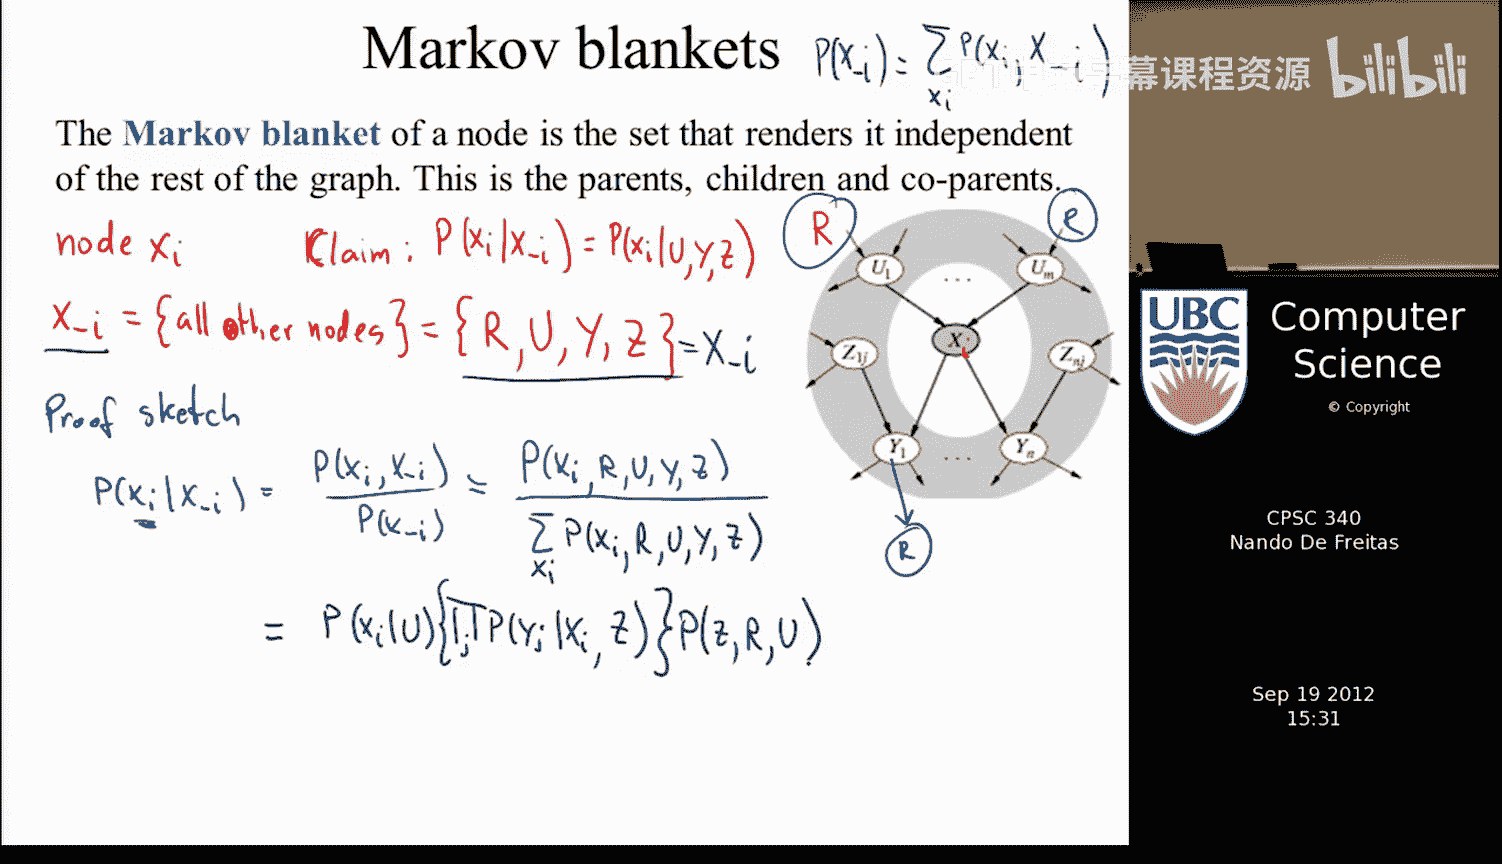 Markov blankets P(x_-i) = Σ_xi P(xi, X_-i)
字幕课程资源 bilibili
The Markov blanket of a node is the set that renders it independent
of the rest of the graph. This is the parents, children and co-parents.
node xi Claim: P(xi|x_-i) = P(xi|U,Y,Z)
x_-i = {all other nodes} = {R, U, Y, Z} = X_-i
Proof sketch
P(xi|x_-i) = P(xi, x_-i) / P(x_-i) = P(xi, R, U, Y, Z) / Σ_xi P(xi, R, U, Y, Z)
= P(xi|U){∏_j P(Yj|xi, Z)}P(Z,R,U)
R R
U1 ... Um
Xi
Z1j Znj
Y1 ... Yn
R
UBC
Computer
Science
© Copyright
CPSC 340
Nando De Freitas
Sep 19 2012
15:31